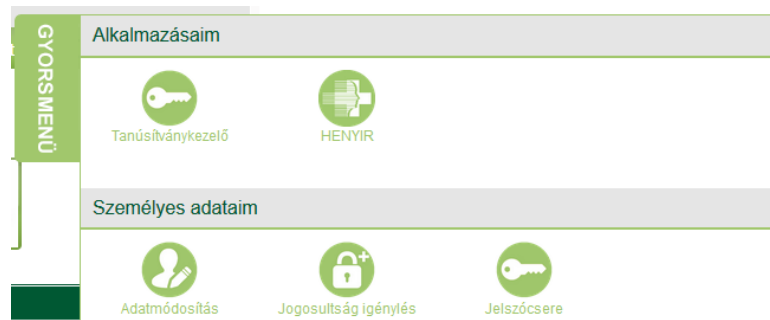 GYORSMENÜ
Alkalmazásaim
Tanúsítványkezelő
HENYIR
Személyes adataim
Adatmódosítás
Jogosultság igénylés
Jelszócsere